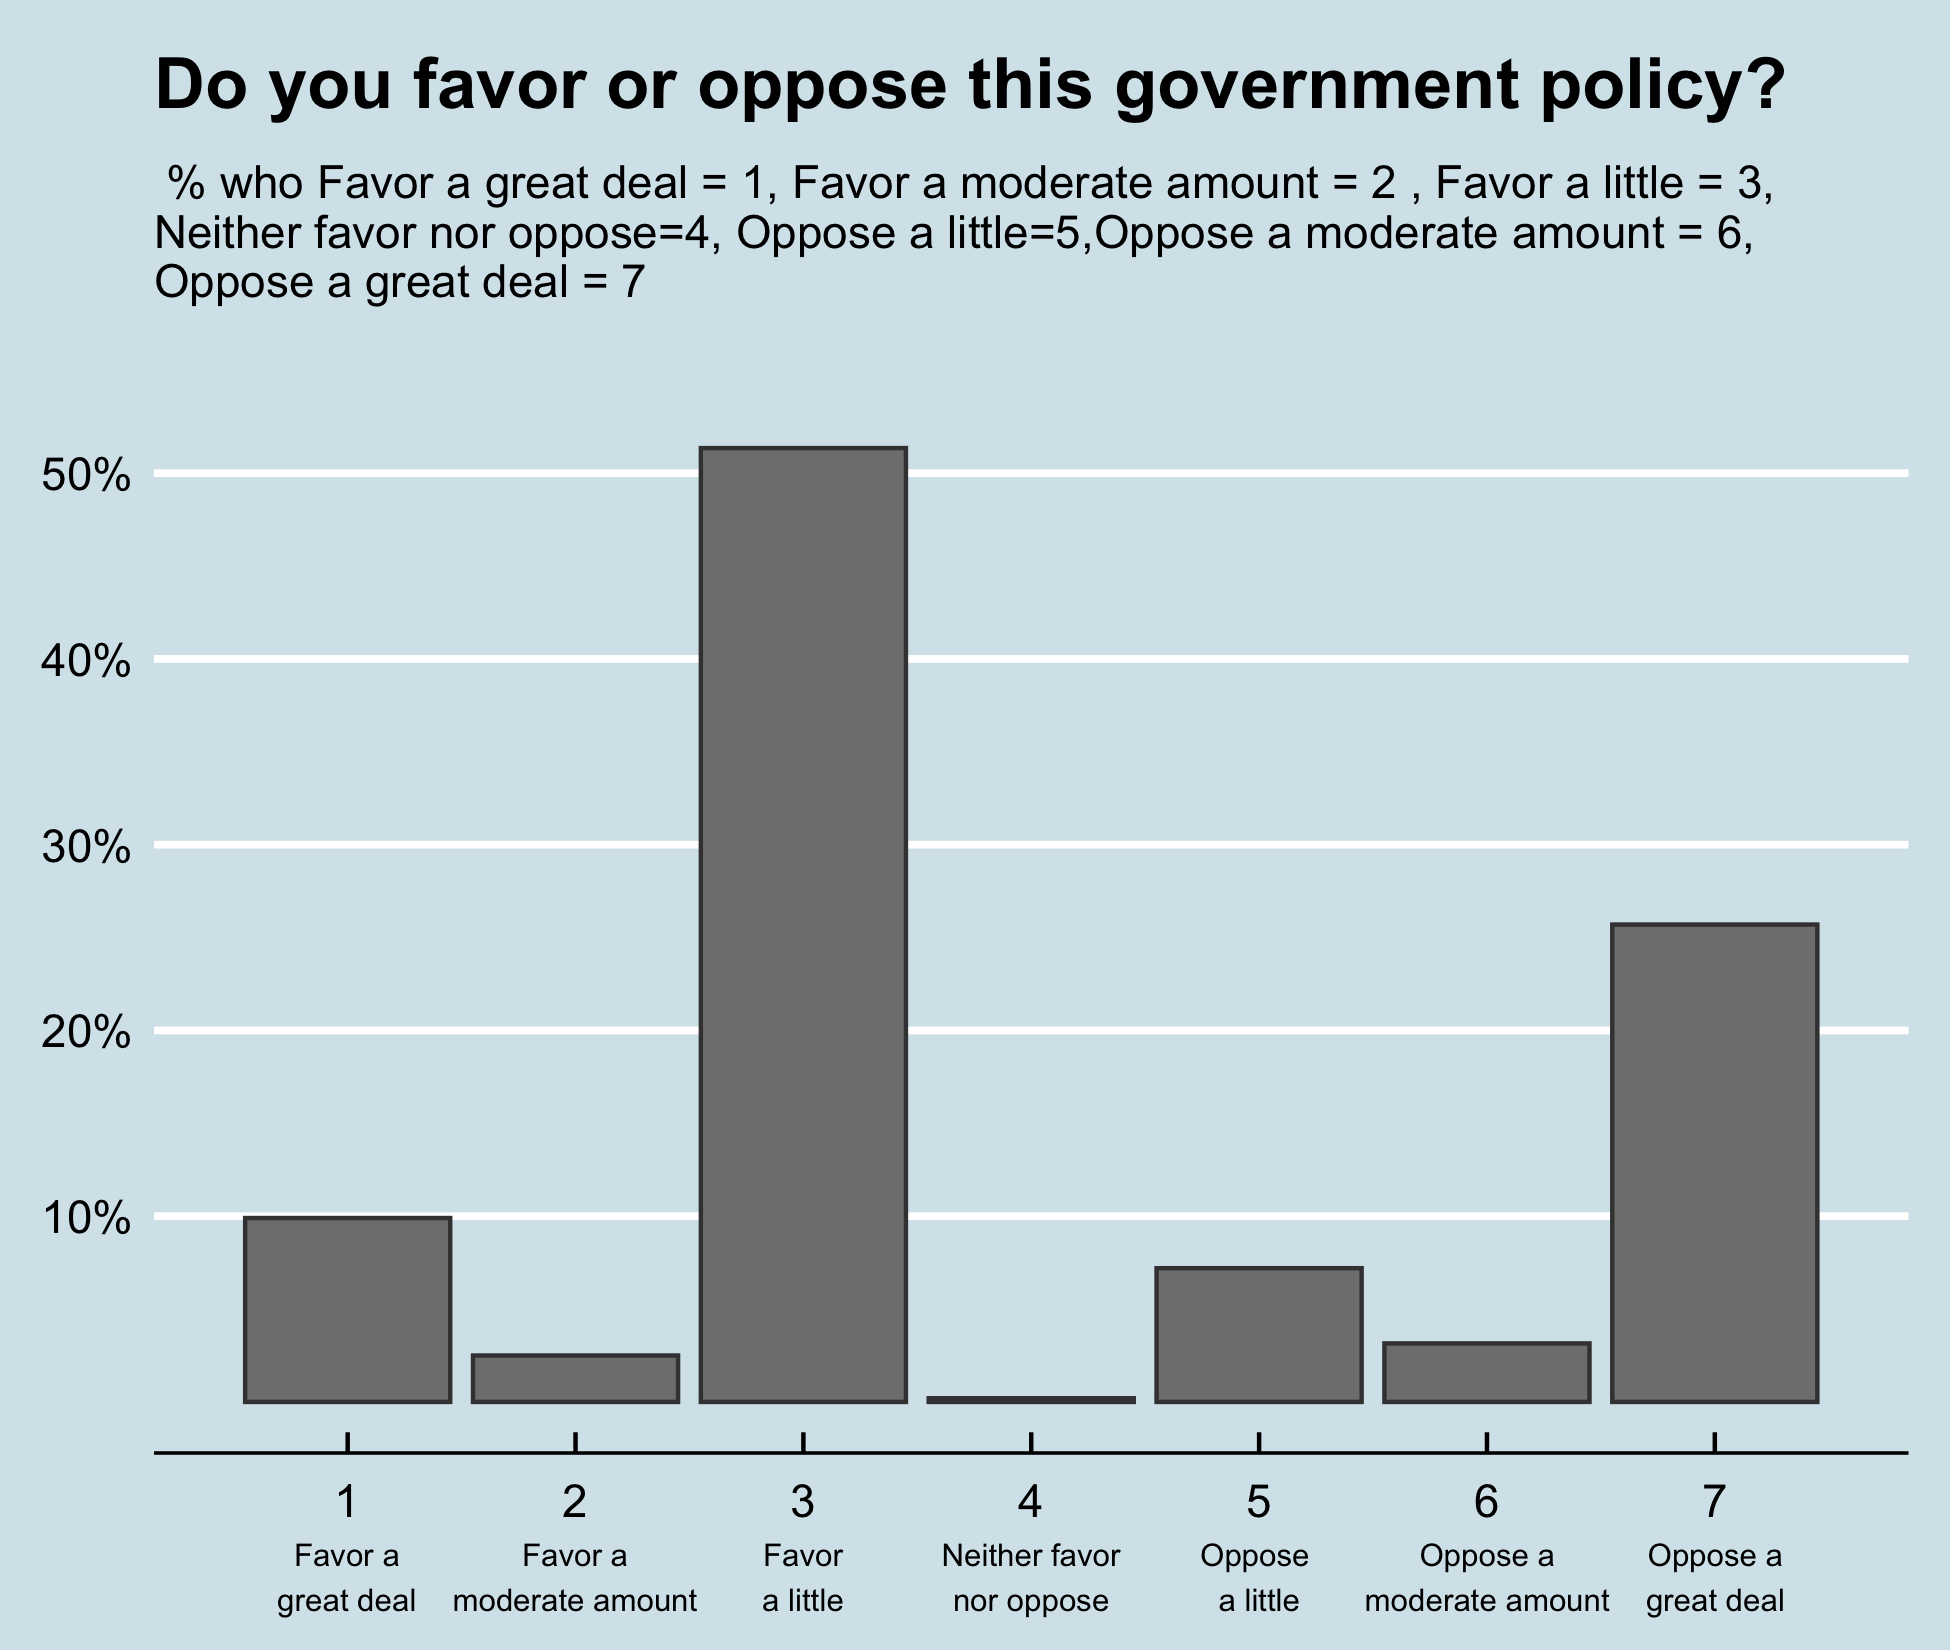 Do you favor or oppose this government policy?
% who Favor a great deal = 1, Favor a moderate amount = 2 , Favor a little = 3,
Neither favor nor oppose=4, Oppose a little=5,Oppose a moderate amount = 6,
Oppose a great deal = 7
50%
40%
30%
20%
10%
1 2 3 4 5 6 7
Favor a Favor a Favor Neither favor Oppose Oppose a Oppose a
great deal moderate amount a little nor oppose a little moderate amount great deal